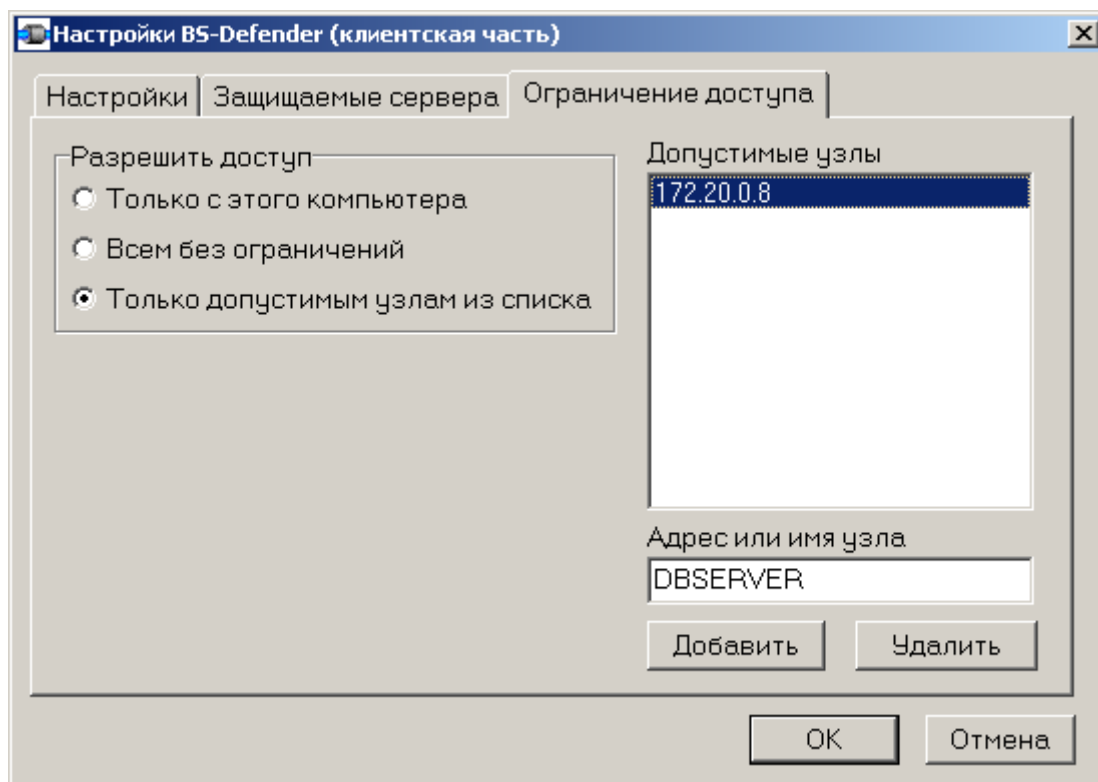 Настройки BS-Defender (клиентская часть)
Настройки Защищаемые сервера Ограничение доступа
Разрешить доступ
Только с этого компьютера
Всем без ограничений
Только допустимым узлам из списка
Допустимые узлы
172.20.0.8
Адрес или имя узла
DBSERVER
Добавить Удалить
OK Отмена